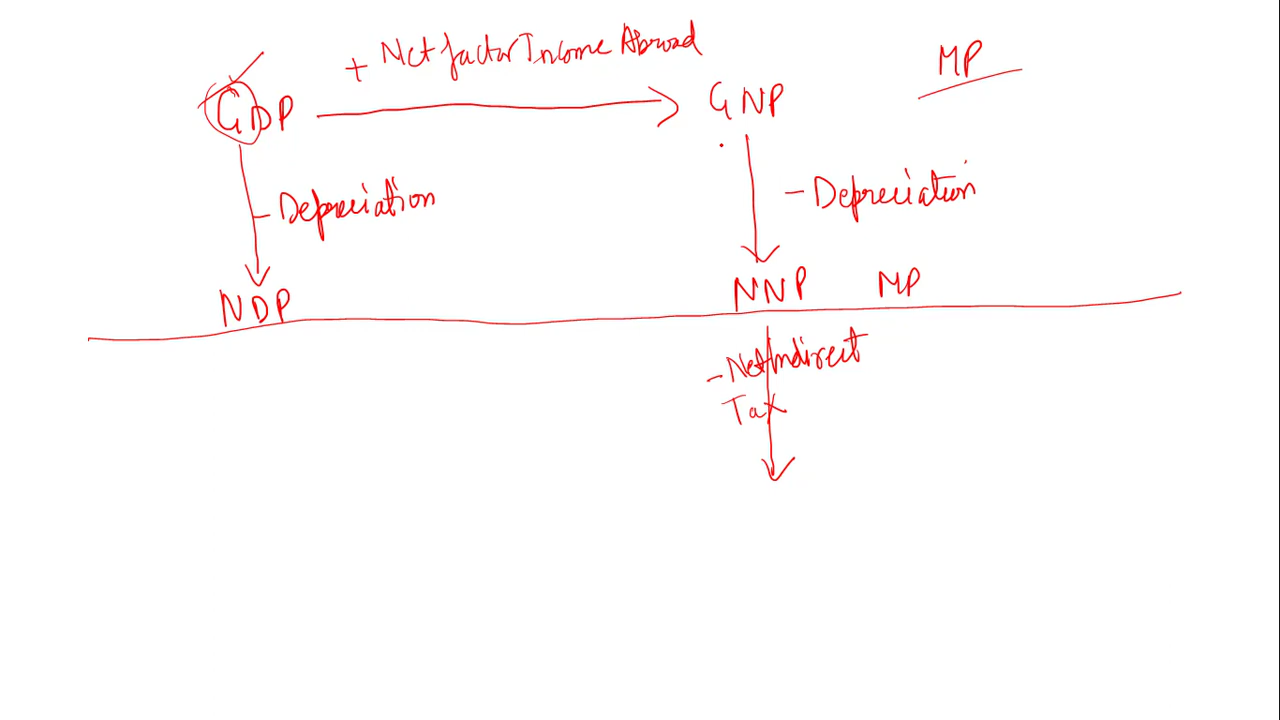 + Net factor Income Abroad
MP
GDP
GNP
- Depreciation
- Depreciation
NDP
NNP MP
- Net Indirect
Tax